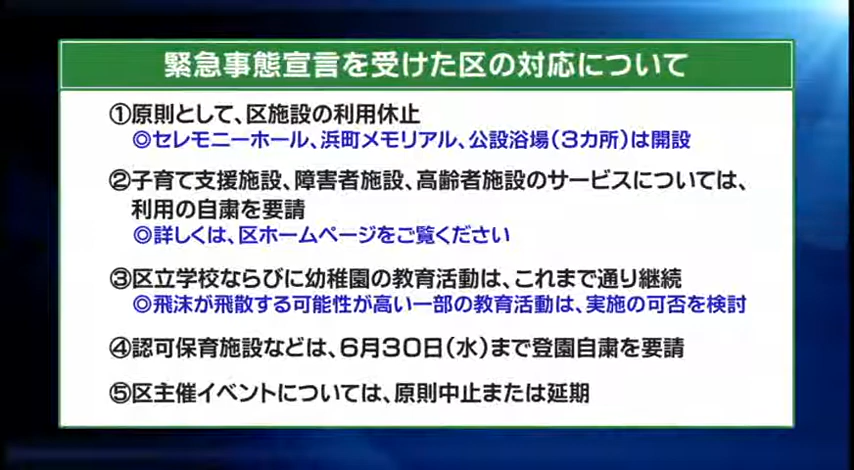 緊急事態宣言を受けた区の対応について
①原則として、区施設の利用休止
◎セレモニーホール、浜町メモリアル、公設浴場（3カ所）は開設
②子育て支援施設、障害者施設、高齢者施設のサービスについては、
利用の自粛を要請
◎詳しくは、区ホームページをご覧ください
③区立学校ならびに幼稚園の教育活動は、これまで通り継続
◎飛沫が飛散する可能性が高い一部の教育活動は、実施の可否を検討
④認可保育施設などは、6月30日（水）まで登園自粛を要請
⑤区主催イベントについては、原則中止または延期